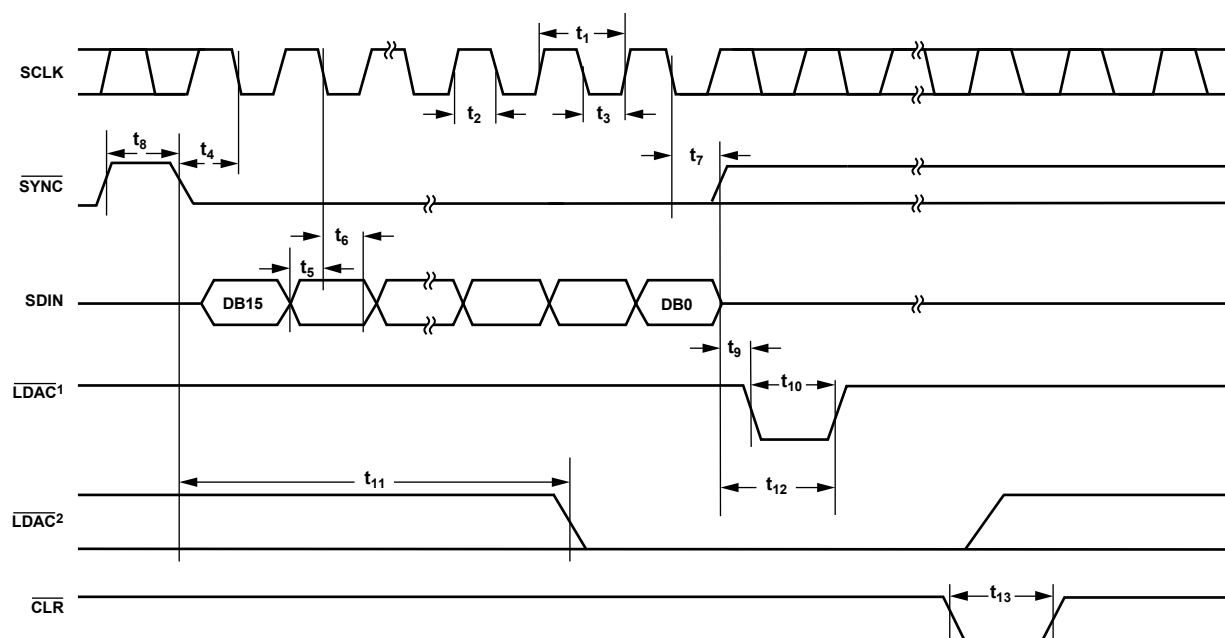 t1
SCLK
t2
t3
t8
t4
t7
SYNC
t6
t5
SDIN
DB15
DB0
t9
LDAC1
t10
t11
t12
LDAC2
CLR
t13